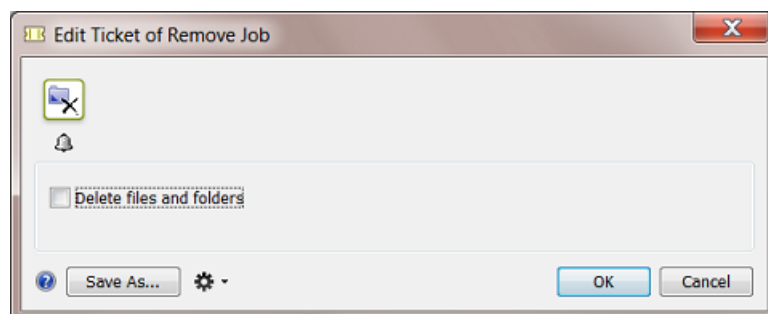 Edit Ticket of Remove Job
Delete files and folders
Save As...
OK
Cancel